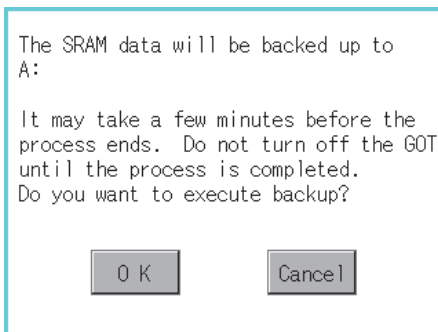 The SRAM data will be backed up to
A:
It may take a few minutes before the
process ends. Do not turn off the GOT
until the process is completed.
Do you want to execute backup?
OK Cancel